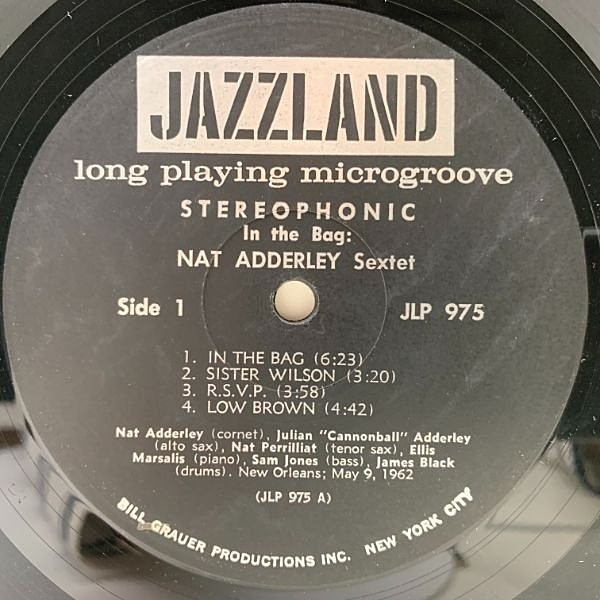 JAZZLAND
long playing microgroove
STEREOPHONIC
In the Bag:
NAT ADDERLEY Sextet
Side 1
JLP 975
1. IN THE BAG (6:23)
2. SISTER WILSON (3:20)
3. R.S.V.P. (3:58)
4. LOW BROWN (4:42)
Nat Adderley (cornet), Julian "Cannonball" Adderley
(alto sax), Nat Perrilliat (tenor sax), Ellis
Marsalis (piano), Sam Jones (bass), James Black
(drums). New Orleans; May 9, 1962
(JLP 975 A)
BILL GRAUER PRODUCTIONS INC. NEW YORK CITY